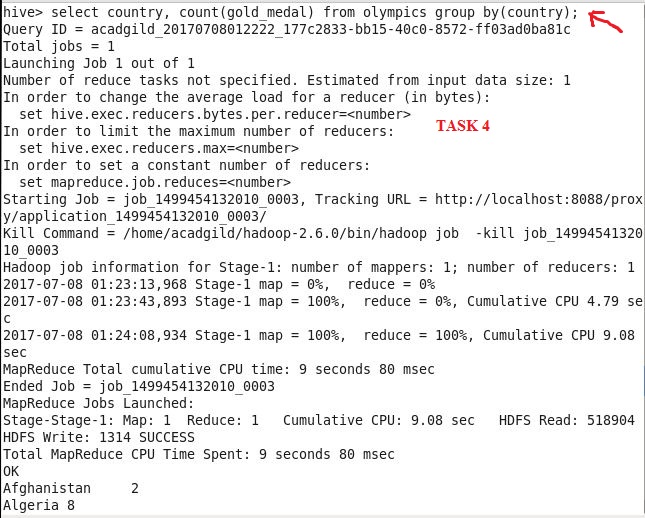 hive> select country, count(gold_medal) from olympics group by(country);
Query ID = acadgild_20170708012222_177c2833-bb15-40c0-8572-ff03ad0ba81c
Total jobs = 1
Launching Job 1 out of 1
Number of reduce tasks not specified. Estimated from input data size: 1
In order to change the average load for a reducer (in bytes):
  set hive.exec.reducers.bytes.per.reducer=<number>
TASK 4
In order to limit the maximum number of reducers:
  set hive.exec.reducers.max=<number>
In order to set a constant number of reducers:
  set mapreduce.job.reduces=<number>
Starting Job = job_1499454132010_0003, Tracking URL = http://localhost:8088/prox
y/application_1499454132010_0003/
Kill Command = /home/acadgild/hadoop-2.6.0/bin/hadoop job  -kill job_14994541320
10_0003
Hadoop job information for Stage-1: number of mappers: 1; number of reducers: 1
2017-07-08 01:23:13,968 Stage-1 map = 0%,  reduce = 0%
2017-07-08 01:23:43,893 Stage-1 map = 100%,  reduce = 0%, Cumulative CPU 4.79 se
c
2017-07-08 01:24:08,934 Stage-1 map = 100%,  reduce = 100%, Cumulative CPU 9.08
sec
MapReduce Total cumulative CPU time: 9 seconds 80 msec
Ended Job = job_1499454132010_0003
MapReduce Jobs Launched:
Stage-Stage-1: Map: 1  Reduce: 1   Cumulative CPU: 9.08 sec   HDFS Read: 518904
HDFS Write: 1314 SUCCESS
Total MapReduce CPU Time Spent: 9 seconds 80 msec
OK
Afghanistan     2
Algeria 8